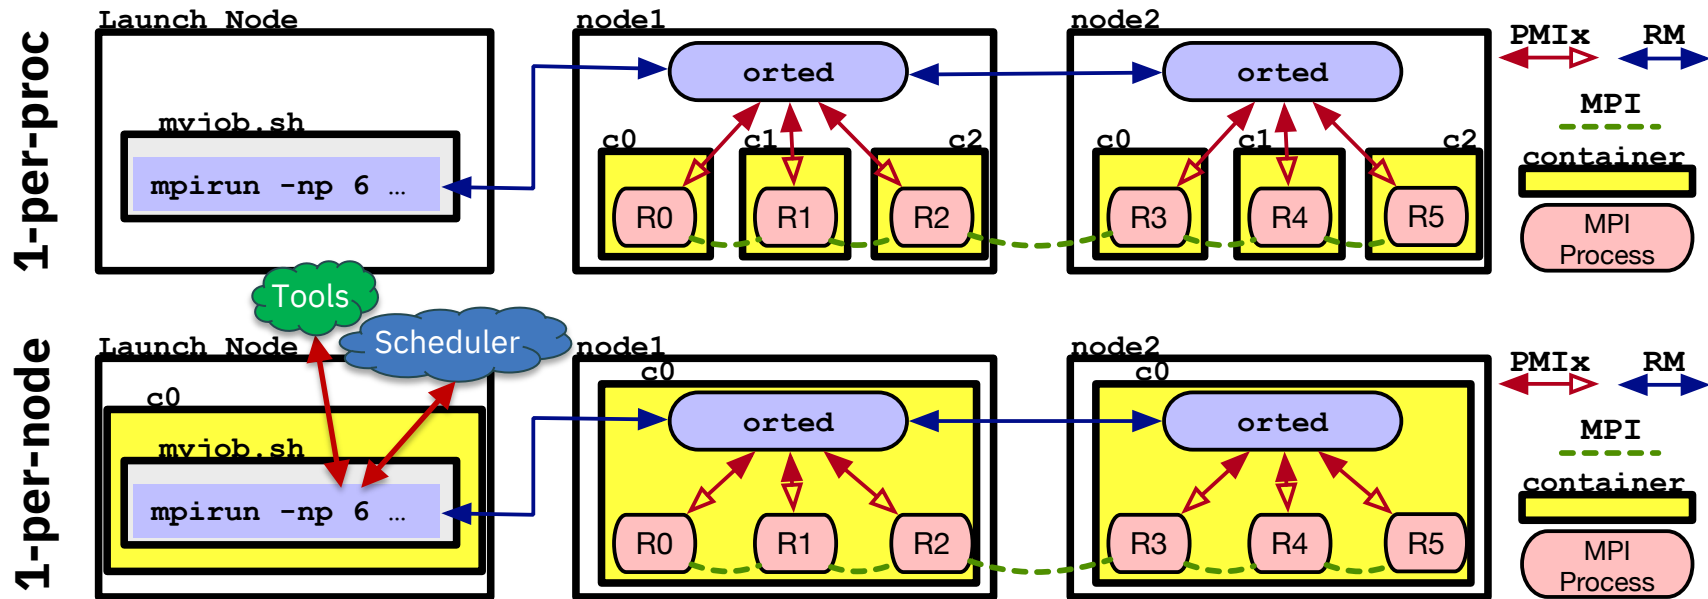 1-per-proc
Launch Node
myjob.sh
mpirun -np 6 ...
node1
orted
c0
c1
c2
R0
R1
R2
node2
orted
c0
c1
c2
R3
R4
R5
PMIx
RM
MPI
container
MPI
Process
Tools
Scheduler
1-per-node
Launch Node
c0
myjob.sh
mpirun -np 6 ...
node1
c0
orted
R0
R1
R2
node2
c0
orted
R3
R4
R5
PMIx
RM
MPI
container
MPI
Process